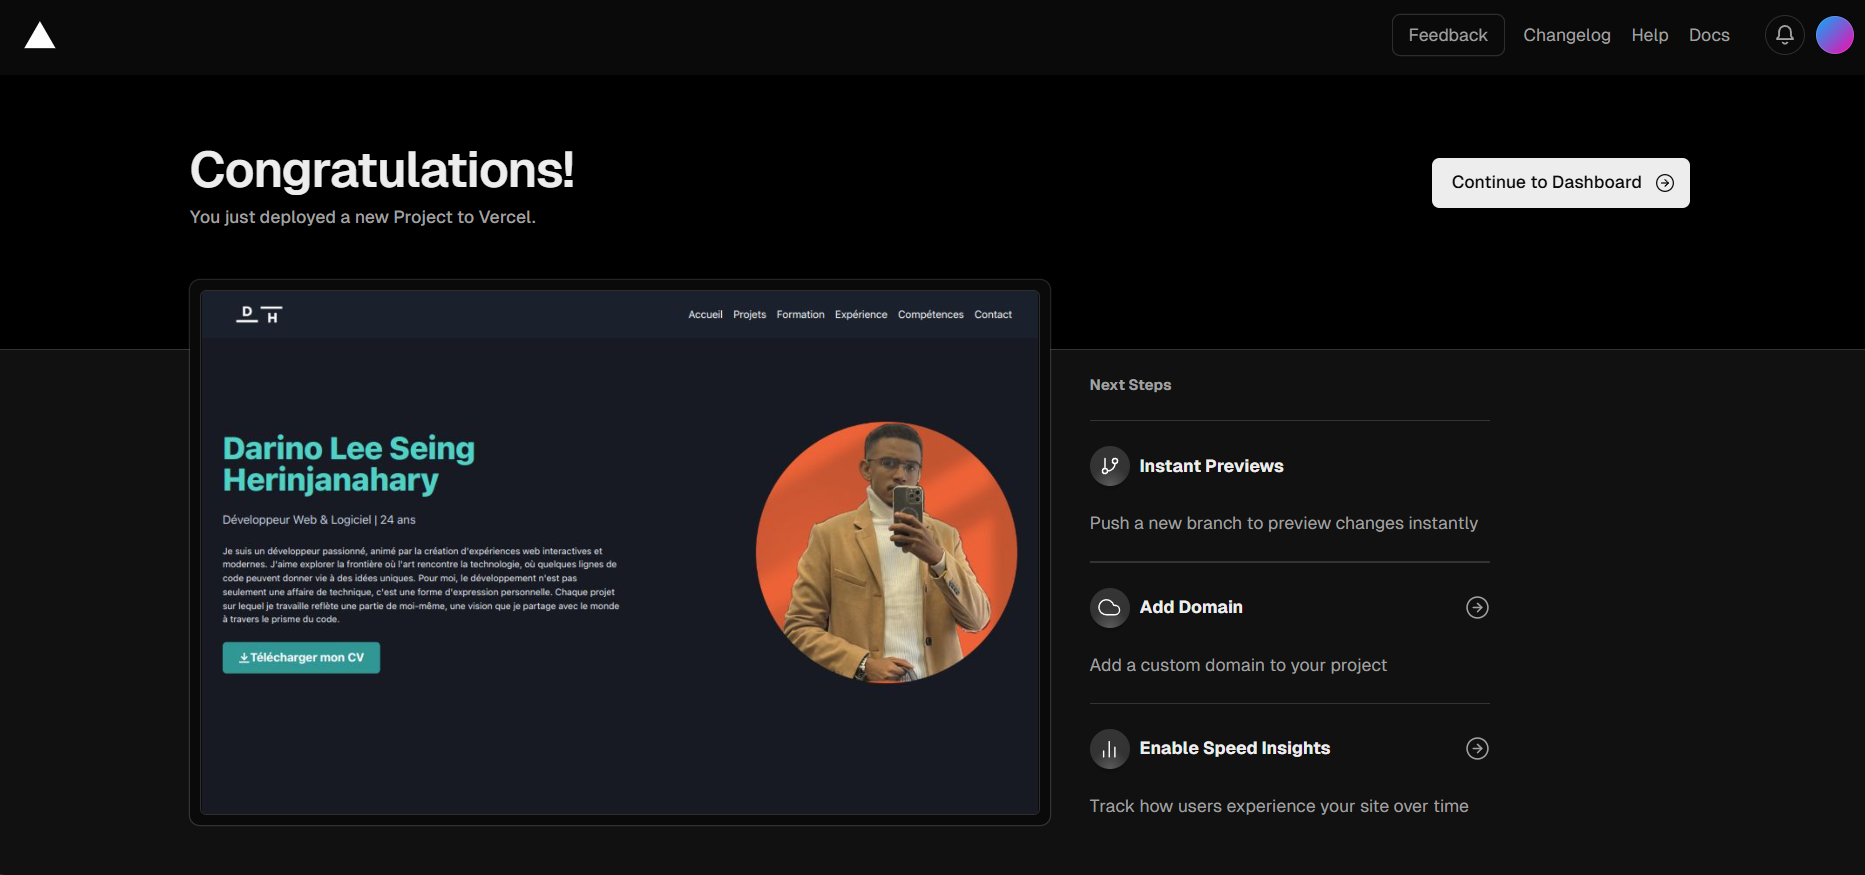 Feedback
Changelog
Help
Docs
Congratulations!
You just deployed a new Project to Vercel.
Continue to Dashboard
D
H
Accueil
Projets
Formation
Expérience
Compétences
Contact
Darino Lee Seing
Herinjanahary
Développeur Web & Logiciel | 24 ans
Je suis un développeur passionné, animé par la création d'expériences web interactives et
modernes. J'aime explorer la frontière où l'art rencontre la technologie, où quelques lignes de
code peuvent donner vie à des idées uniques. Pour moi, le développement n'est pas
seulement une affaire de technique, c'est une forme d'expression personnelle. Chaque projet
sur lequel je travaille reflète une partie de moi-même, une vision que je partage avec le monde
à travers le prisme du code.
Télécharger mon CV
Next Steps
Instant Previews
Push a new branch to preview changes instantly
Add Domain
Add a custom domain to your project
Enable Speed Insights
Track how users experience your site over time